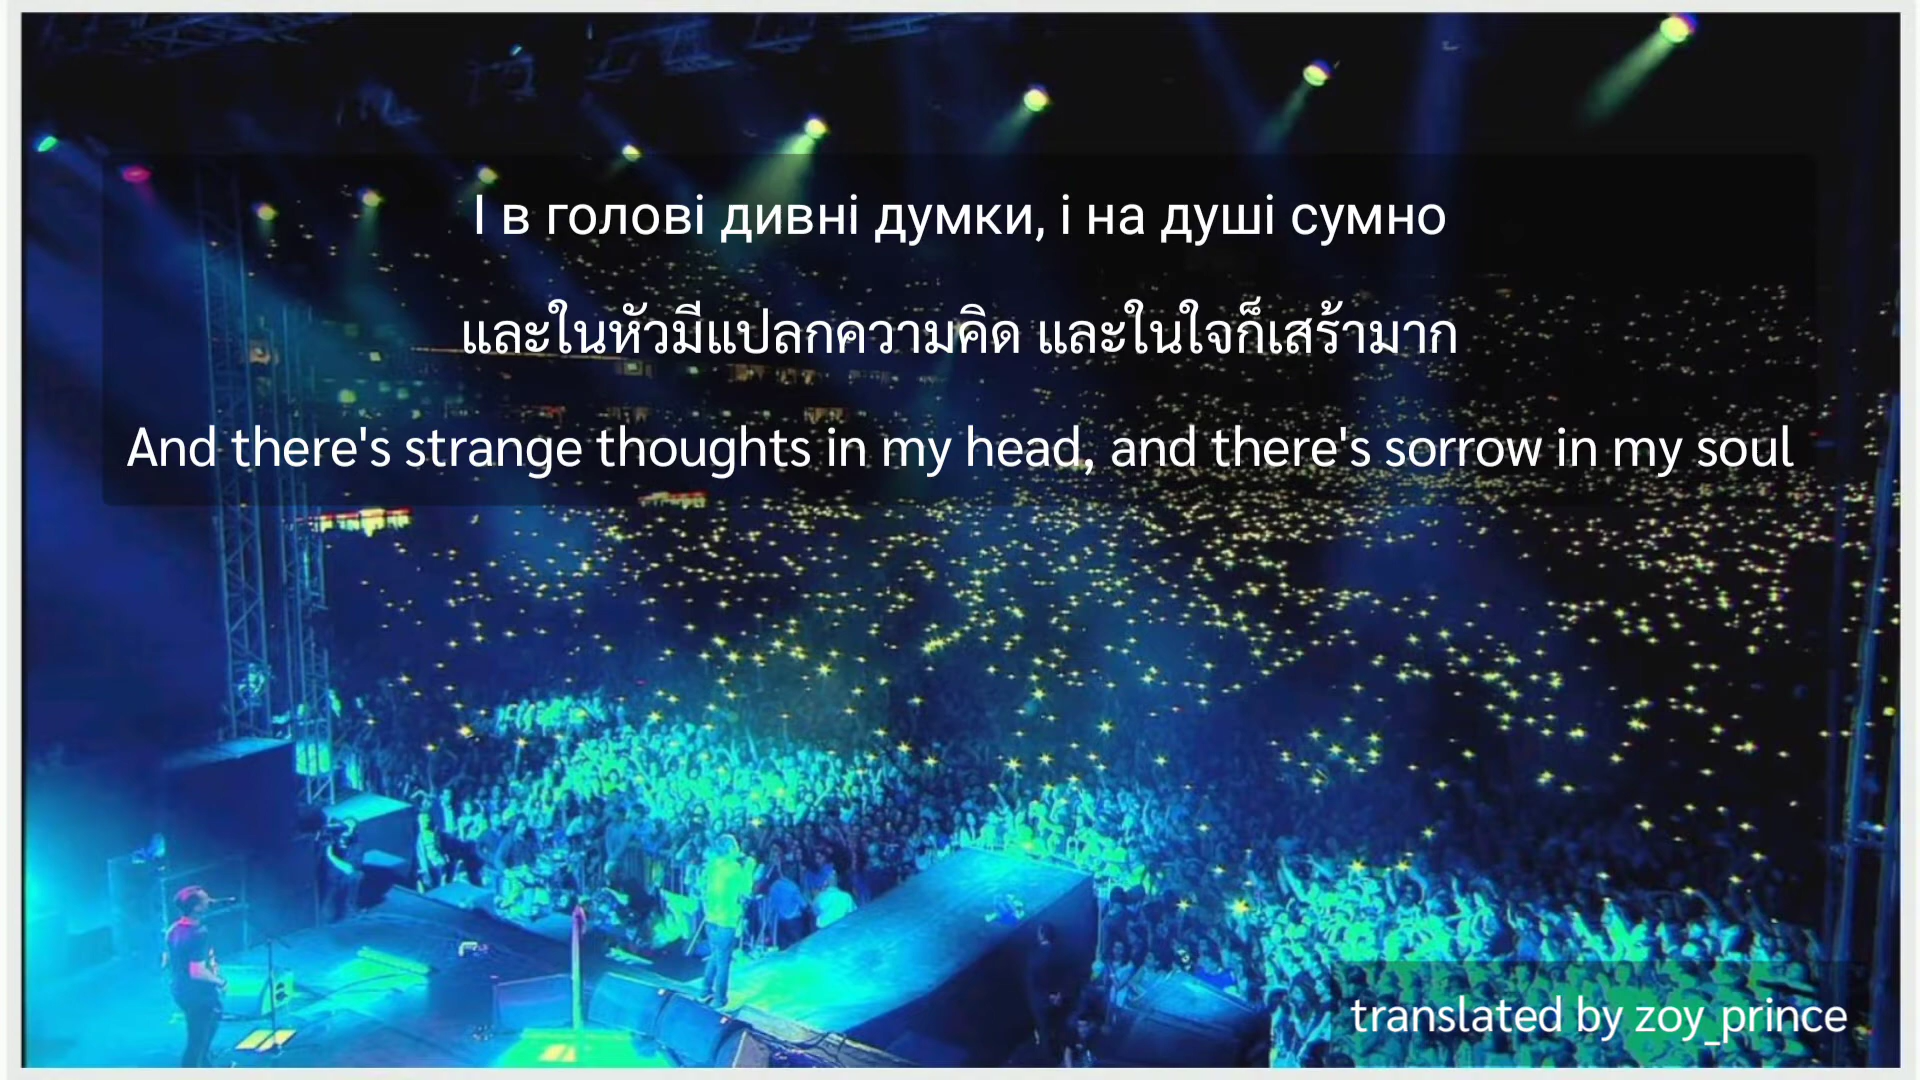 І в голові дивні думки, і на душі сумно
และในหัวมีแปลกความคิด และในใจก็เสร้ามาก
And there's strange thoughts in my head, and there's sorrow in my soul
translated by zoy_prince